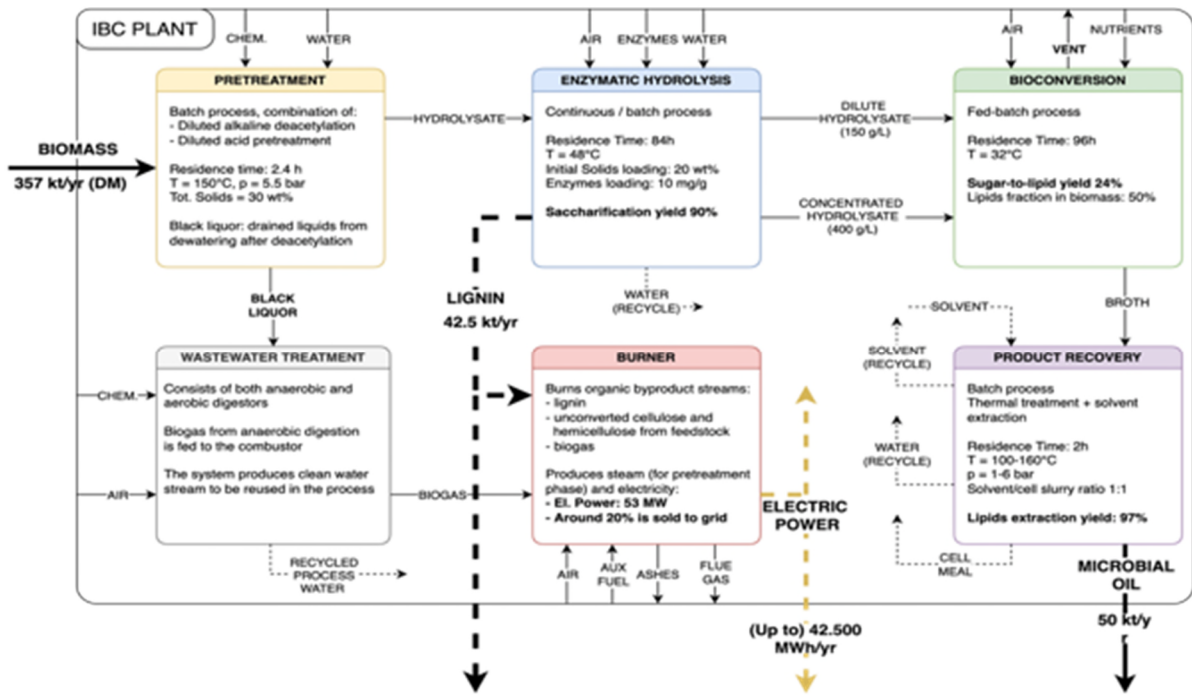 IBC PLANT
CHEM.
WATER
AIR
ENZYMES
WATER
AIR
VENT
NUTRIENTS
PRETREATMENT
Batch process, combination of:
- Diluted alkaline deacetylation
- Diluted acid pretreatment
Residence time: 2.4 h
T = 150°C, p = 5.5 bar
Tot. Solids = 30 wt%
Black liquor: drained liquids from
dewatering after deacetylation
BIOMASS
357 kt/yr (DM)
HYDROLYSATE
ENZYMATIC HYDROLYSIS
Continuous / batch process
Residence Time: 84h
T = 48°C
Initial Solids loading: 20 wt%
Enzymes loading: 10 mg/g
Saccharification yield 90%
DILUTE
HYDROLYSATE
(150 g/L)
CONCENTRATED
HYDROLYSATE
(400 g/L)
BIOCONVERSION
Fed-batch process
Residence Time: 96h
T = 32°C
Sugar-to-lipid yield 24%
Lipids fraction in biomass: 50%
BLACK
LIQUOR
LIGNIN
42.5 kt/yr
WATER
(RECYCLE)
SOLVENT
BROTH
SOLVENT
(RECYCLE)
WATER
(RECYCLE)
CELL
MEAL
WASTEWATER TREATMENT
Consists of both anaerobic and
aerobic digestors
Biogas from anaerobic digestion
is fed to the combustor
The system produces clean water
stream to be reused in the process
CHEM.
AIR
BIOGAS
RECYCLED
PROCESS
WATER
BURNER
Burns organic byproduct streams:
- lignin
- unconverted cellulose and
hemicellulose from feedstock
- biogas
Produces steam (for pretreatment
phase) and electricity:
- El. Power: 53 MW
- Around 20% is sold to grid
AIR
AUX
FUEL
ASHES
FLUE
GAS
ELECTRIC
POWER
(Up to) 42.500
MWh/yr
PRODUCT RECOVERY
Batch process
Thermal treatment + solvent
extraction
Residence Time: 2h
T = 100-160°C
p = 1-6 bar
Solvent/cell slurry ratio 1:1
Lipids extraction yield: 97%
MICROBIAL
OIL
50 kt/y
r